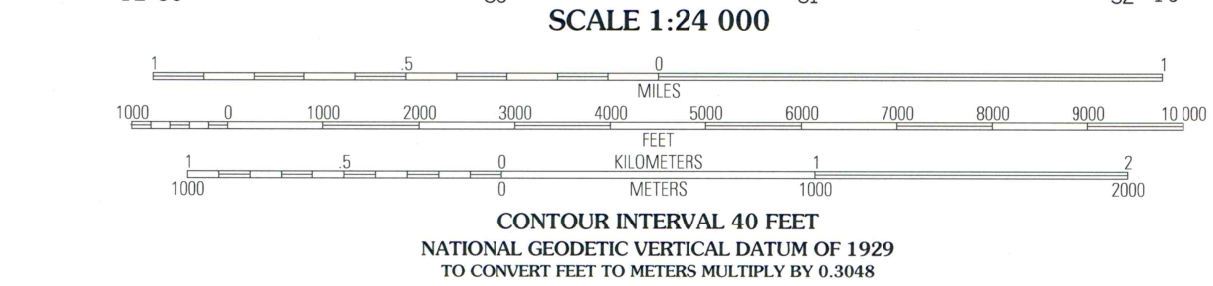 SCALE 1:24 000
1 .5 0 1
MILES
1000 0 1000 2000 3000 4000 5000 6000 7000 8000 9000 10 000
FEET
1 .5 0 KILOMETERS 1 2
1000 0 METERS 1000 2000
CONTOUR INTERVAL 40 FEET
NATIONAL GEODETIC VERTICAL DATUM OF 1929
TO CONVERT FEET TO METERS MULTIPLY BY 0.3048